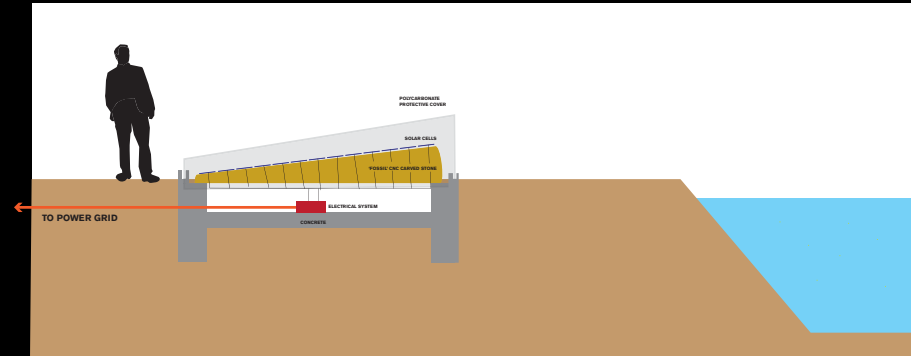 POLYCARBONATE
PROTECTIVE COVER
SOLAR CELLS
'FOSSIL' CNC CARVED STONE
ELECTRICAL SYSTEM
TO POWER GRID
CONCRETE